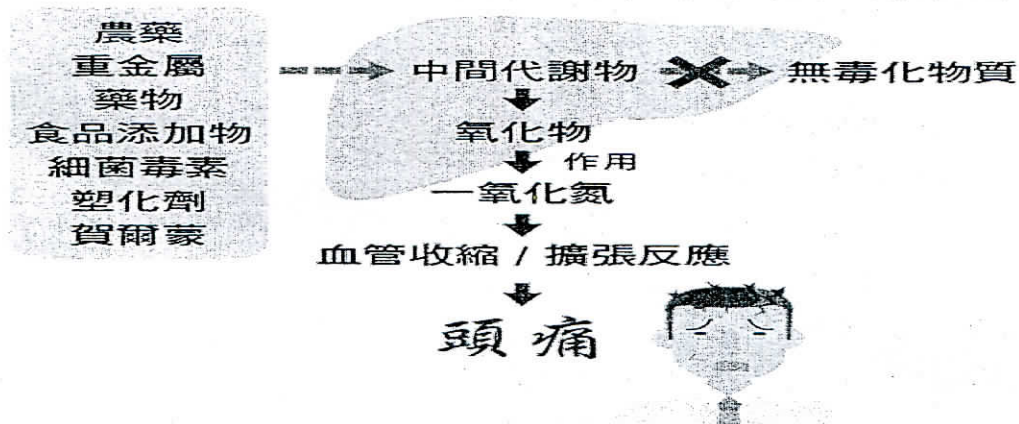 農藥
重金屬
藥物
食品添加物
細菌毒素
塑化劑
賀爾蒙
中間代謝物
無毒化物質
氧化物
作用
一氧化氮
血管收縮 / 擴張反應
頭痛